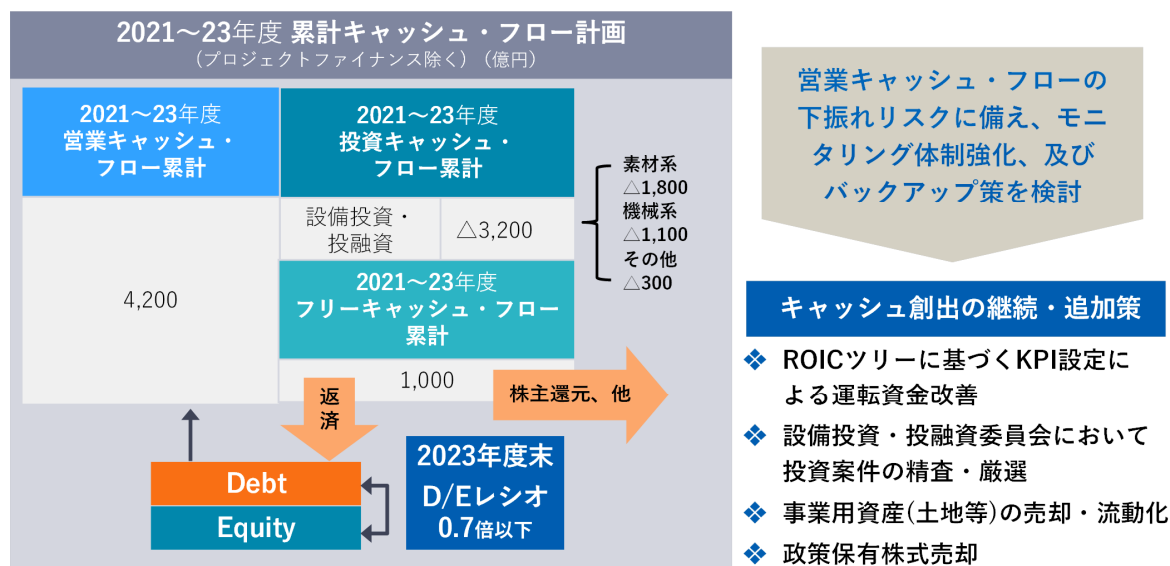 2021～23年度 累計キャッシュ・フロー計画
（プロジェクトファイナンス除く）（億円）
2021～23年度
営業キャッシュ・
フロー累計
4,200
2021～23年度
投資キャッシュ・
フロー累計
設備投資・
投融資
△3,200
素材系
△1,800
機械系
△1,100
その他
△300
2021～23年度
フリーキャッシュ・フロー
累計
1,000
返
済
株主還元、他
Debt
Equity
2023年度末
D/Eレシオ
0.7倍以下
営業キャッシュ・フローの
下振れリスクに備え、モニ
タリング体制強化、及び
バックアップ策を検討
キャッシュ創出の継続・追加策
❖ ROICツリーに基づくKPI設定に
よる運転資金改善
❖ 設備投資・投融資委員会において
投資案件の精査・厳選
❖ 事業用資産(土地等)の売却・流動化
❖ 政策保有株式売却